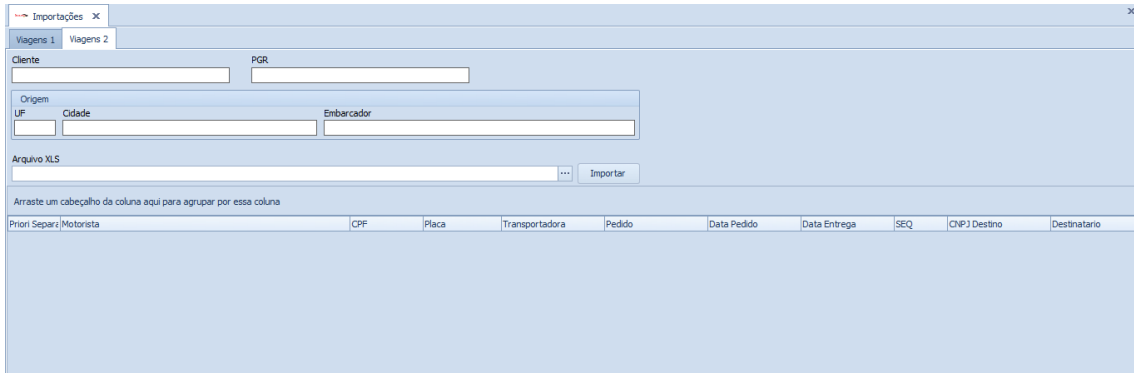 Importações
Viagens 1 Viagens 2
Cliente PGR
Origem
UF Cidade Embarcador
Arquivo XLS
... Importar
Arraste um cabeçalho da coluna aqui para agrupar por essa coluna
Priori Separa Motorista CPF Placa Transportadora Pedido Data Pedido Data Entrega SEQ CNPJ Destino Destinatario